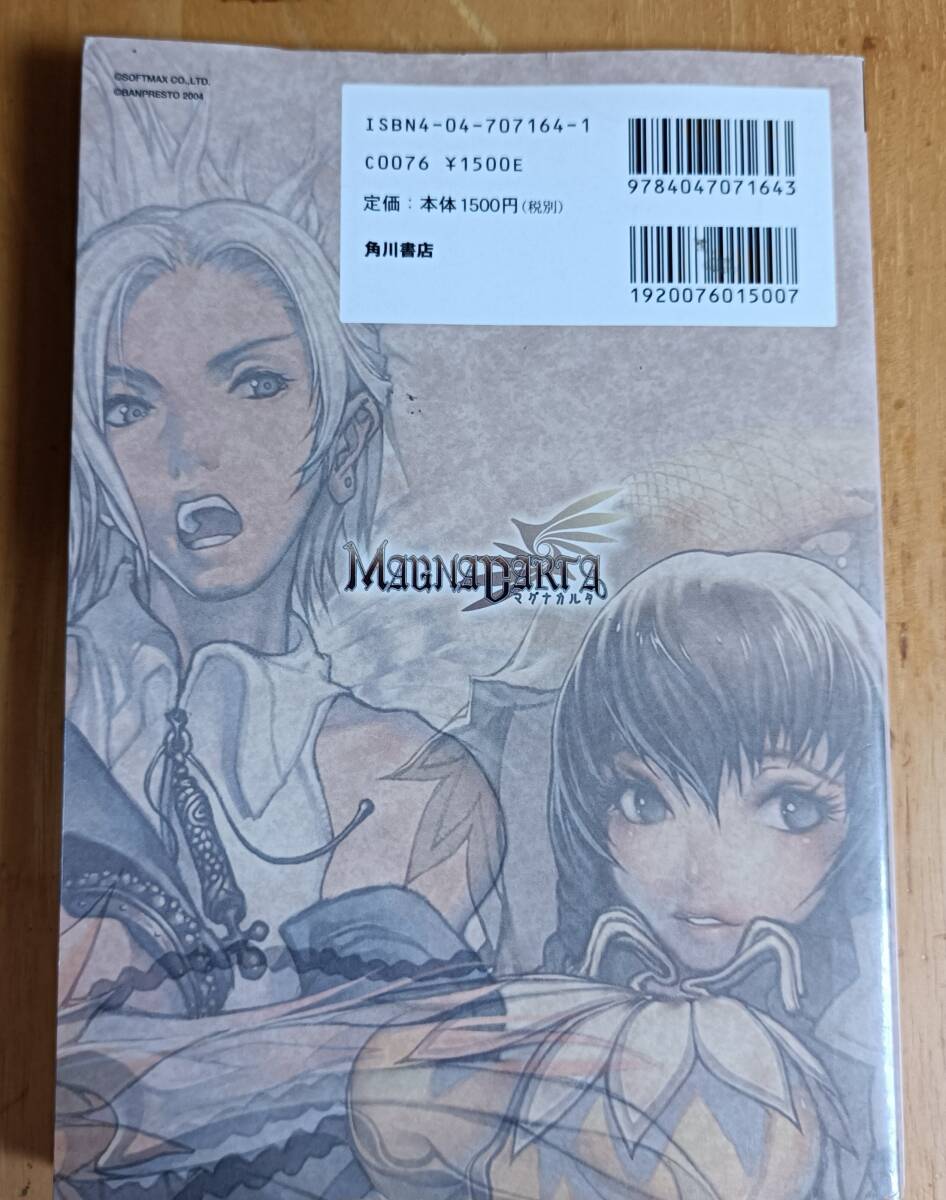 ©SOFTMAX CO.,LTD.
©BANPRESTO 2004
ISBN4-04-707164-1
C0076 ¥1500E
定価：本体1500円（税別）
角川書店
9784047071643
1920076015007
MAGNACARTA
マグナカルタ